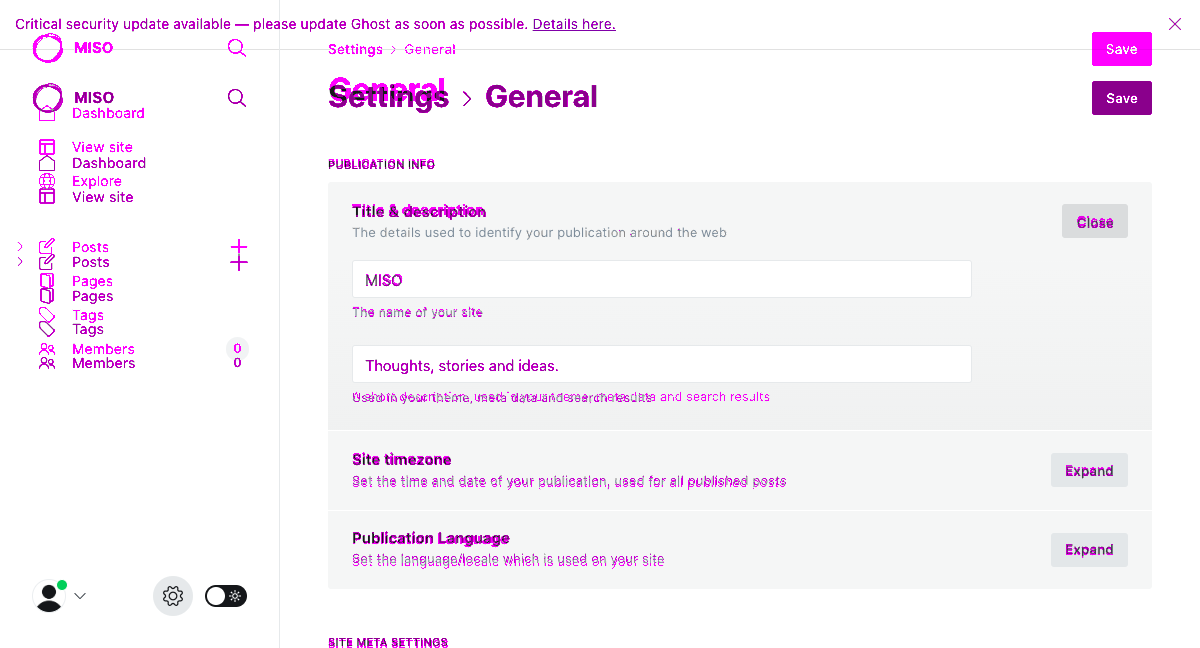 Critical security update available — please update Ghost as soon as possible. Details here.
MISO
Settings > General
Save
General
Settings > General
MISO
Save
Dashboard
View site
Dashboard
Explore
View site
PUBLICATION INFO
Title & description
The details used to identify your publication around the web
Close
Posts
Posts
Pages
Pages
Tags
Tags
Members 0
Members 0
MISO
The name of your site
Thoughts, stories and ideas.
Used in your theme, meta data and search results
Site timezone
Set the time and date of your publication, used for all published posts
Expand
Publication Language
Set the language/locale which is used on your site
Expand
SITE META SETTINGS